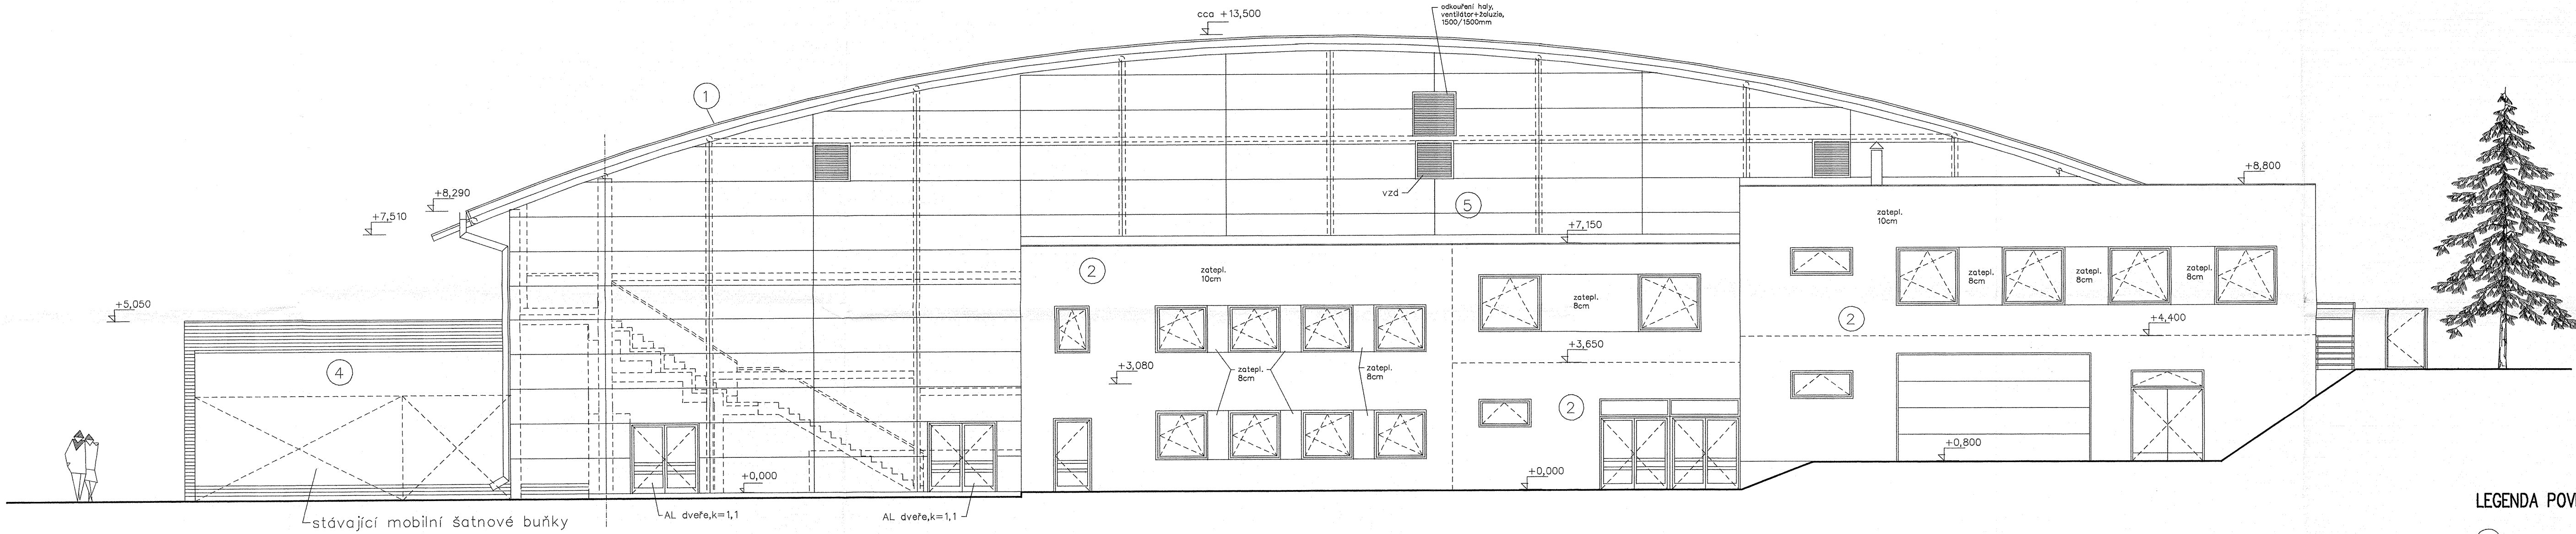 cca +13,500
odkouření haly,
ventilátor+žaluzie,
1500/1500mm
1
+8,290
+7,510
+5,050
vzd
5
+7,150
+8,800
zatepl.
10cm
2
zatepl.
10cm
zatepl.
8cm
zatepl.
8cm
zatepl.
8cm
zatepl.
8cm
2
+4,400
+3,650
+3,080
zatepl.
8cm
zatepl.
8cm
4
2
+0,800
+0,000
+0,000
AL dveře,k=1,1
AL dveře,k=1,1
stávající mobilní šatnové buňky
LEGENDA